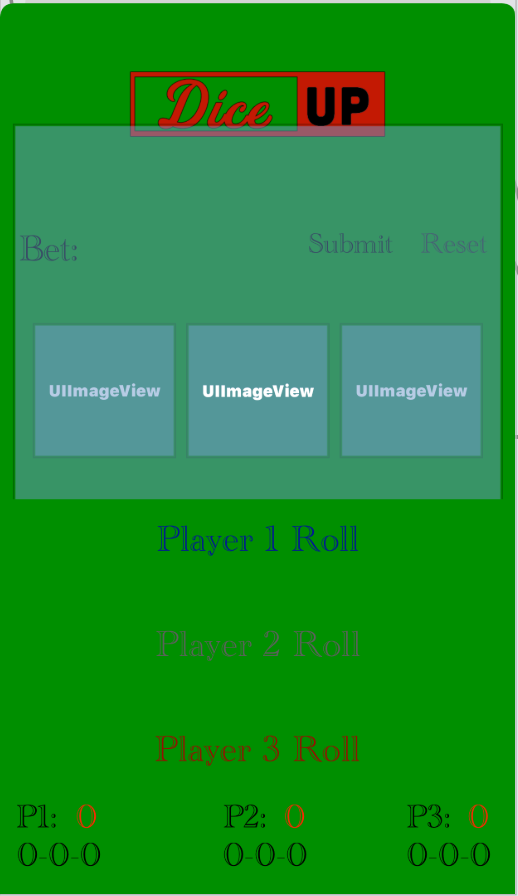 Dice UP
Bet: Submit Reset
UIImageView UIImageView UIImageView
Player 1 Roll
Player 2 Roll
Player 3 Roll
P1: 0 P2: 0 P3: 0
0-0-0 0-0-0 0-0-0